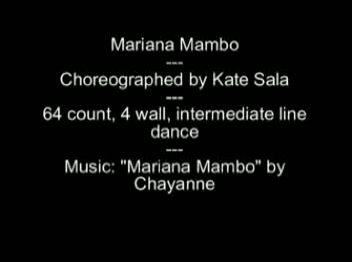 Mariana Mambo
---
Choreographed by Kate Sala
---
64 count, 4 wall, intermediate line
dance
---
Music: "Mariana Mambo" by
Chayanne